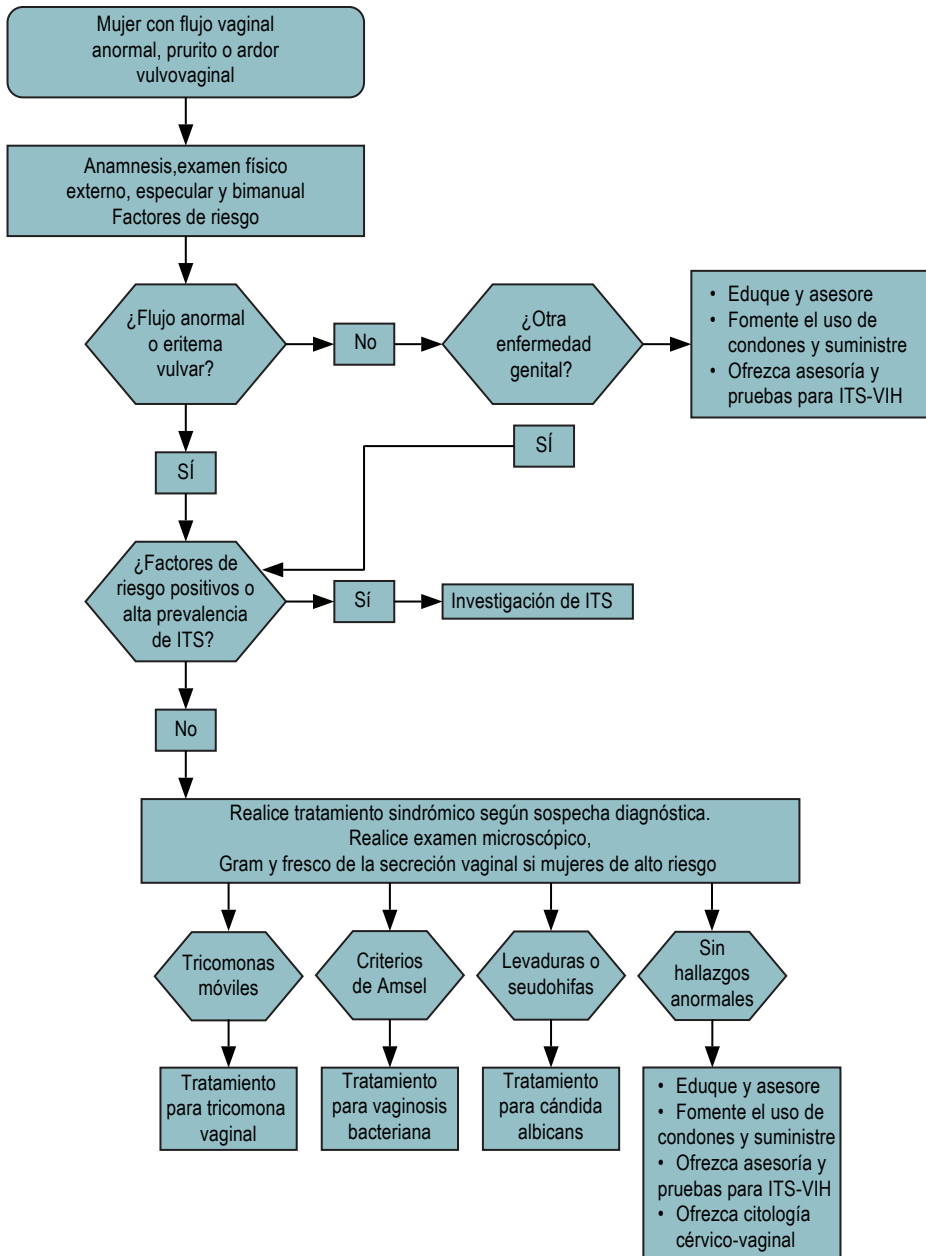 Mujer con flujo vaginal
anormal, prurito o ardor
vulvovaginal
Anamnesis,examen físico
externo, especular y bimanual
Factores de riesgo
¿Flujo anormal
o eritema
vulvar?
No
¿Otra
enfermedad
genital?
• Eduque y asesore
• Fomente el uso de
condones y suministre
• Ofrezca asesoría y
pruebas para ITS-VIH
SÍ
SÍ
¿Factores de
riesgo positivos o
alta prevalencia
de ITS?
Sí
Investigación de ITS
No
Realice tratamiento sindrómico según sospecha diagnóstica.
Realice examen microscópico,
Gram y fresco de la secreción vaginal si mujeres de alto riesgo
Tricomonas
móviles
Criterios
de Amsel
Levaduras o
seudohifas
Sin
hallazgos
anormales
Tratamiento
para tricomona
vaginal
Tratamiento
para vaginosis
bacteriana
Tratamiento
para cándida
albicans
• Eduque y asesore
• Fomente el uso de
condones y suministre
• Ofrezca asesoría y
pruebas para ITS-VIH
• Ofrezca citología
cérvico-vaginal